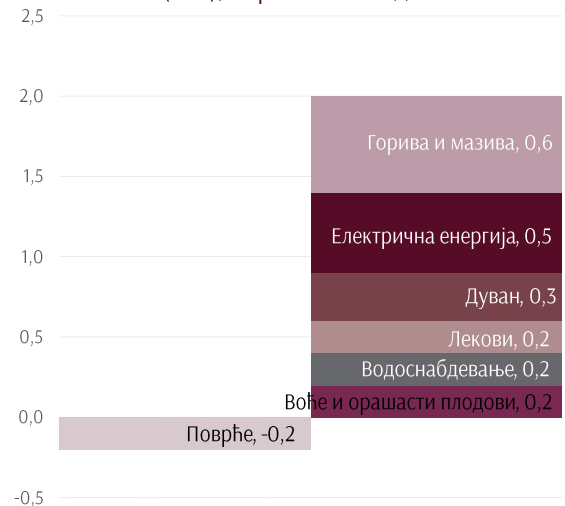 2,5
2,0
Горива и мазива, 0,6
1,5
Електрична енергија, 0,5
1,0
Дуван, 0,3
0,5
Лекови, 0,2
Водоснабдевање, 0,2
Воће и орашасти плодови, 0,2
0,0
Поврће, -0,2
-0,5